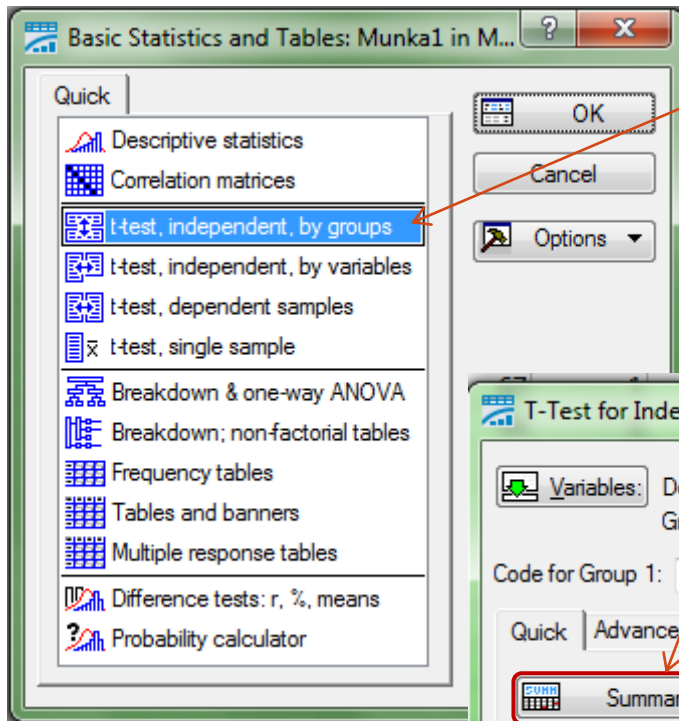 Basic Statistics and Tables: Munka1 in M...
Quick
OK
Cancel
Options
Descriptive statistics
Correlation matrices
t-test, independent, by groups
t-test, independent, by variables
t-test, dependent samples
t-test, single sample
Breakdown & one-way ANOVA
Breakdown; non-factorial tables
Frequency tables
Tables and banners
Multiple response tables
Difference tests: r, %, means
Probability calculator
T-Test for Inde
Variables:
Code for Group 1:
Quick
Advance
Summar